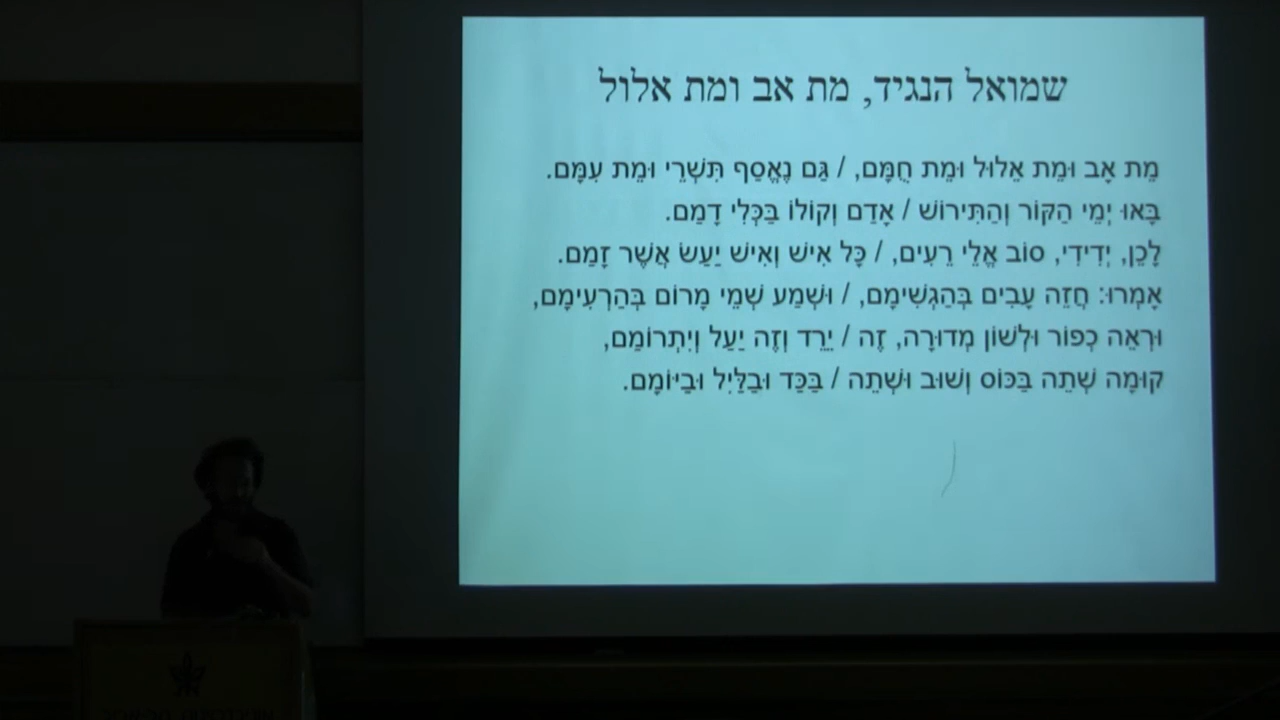 שמואל הנגיד, מת אב ומת אלול
מֵת אָב וּמֵת אֵלוּל וּמֵת חֻמָּם, / גַּם נֶאֱסַף תִּשְׁרֵי וּמֵת עִמָּם.
בָּאוּ יְמֵי הַקּוֹר וְהַתִּירוֹשׁ / אָדַם וְקוֹלוֹ בַּכְּלִי דָמַם.
לָכֵן, יְדִידִי, סוֹב אֱלֵי רֵעִים, / כָּל אִישׁ וְאִישׁ יַעַשׂ אֲשֶׁר זָמַם.
אָמְרוּ: חֲזֵה עָבִים בְּהַגְשִׁימָם, / וּשְׁמַע שְׁמֵי מָרוֹם בְּהַרְעִימָם,
וּרְאֵה כְפוֹר וּלְשׁוֹן מְדוּרָה, זֶה / יֵרֵד וְזֶה יַעַל וְיִתְרוֹמַם,
קוּמָה שְׁתֵה בַּכּוֹס וְשׁוּב וּשְׁתֵה / בַּכַּד וּבַלַּיִל וּבַיּוֹמָם.